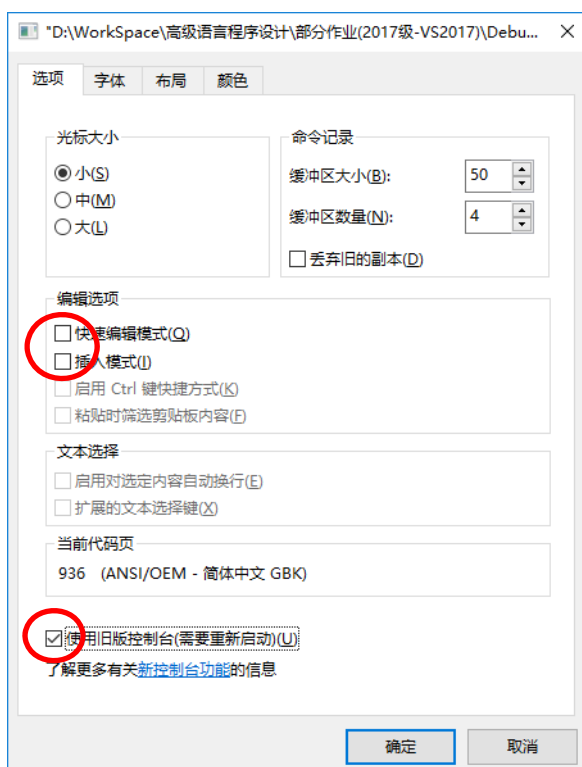 "D:\WorkSpace\高级语言程序设计\部分作业(2017级-VS2017)\Debu...
选项 字体 布局 颜色
光标大小
小(S)
中(M)
大(L)
命令记录
缓冲区大小(B): 50
缓冲区数量(N): 4
丢弃旧的副本(D)
编辑选项
快速编辑模式(Q)
插入模式(I)
启用 Ctrl 键快捷方式(K)
粘贴时筛选剪贴板内容(F)
文本选择
启用对选定内容自动换行(E)
扩展的文本选择键(X)
当前代码页
936 (ANSI/OEM - 简体中文 GBK)
使用旧版控制台(需要重新启动)(U)
了解更多有关新控制台功能的信息
确定 取消